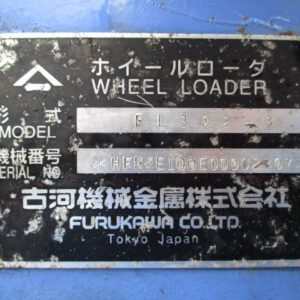 ホイールローダ
WHEEL LOADER
形式
MODEL FL302-3
機械番号
SERIAL NO.
古河機械金属株式会社
FURUKAWA CO.,LTD.
Tokyo Japan